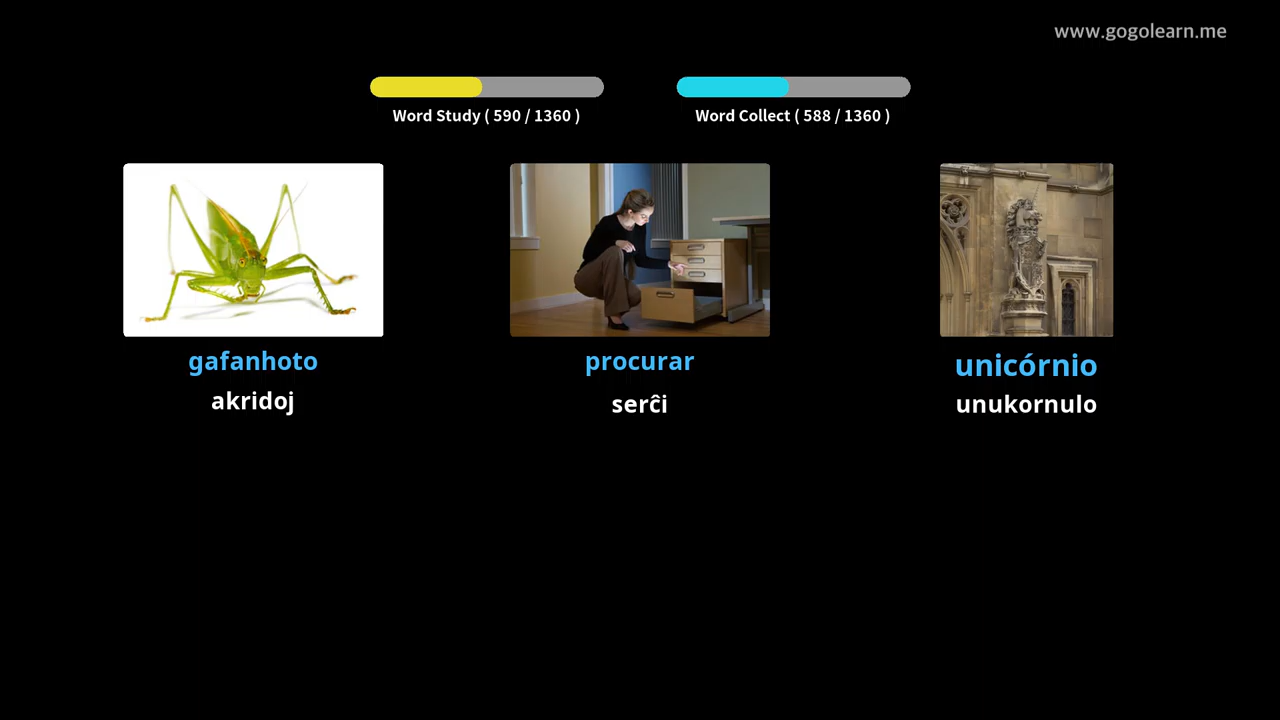 www.gogolearn.me
Word Study ( 590 / 1360 )
Word Collect ( 588 / 1360 )
gafanhoto
procurar
unicórnio
akridoj
serĉi
unukornulo